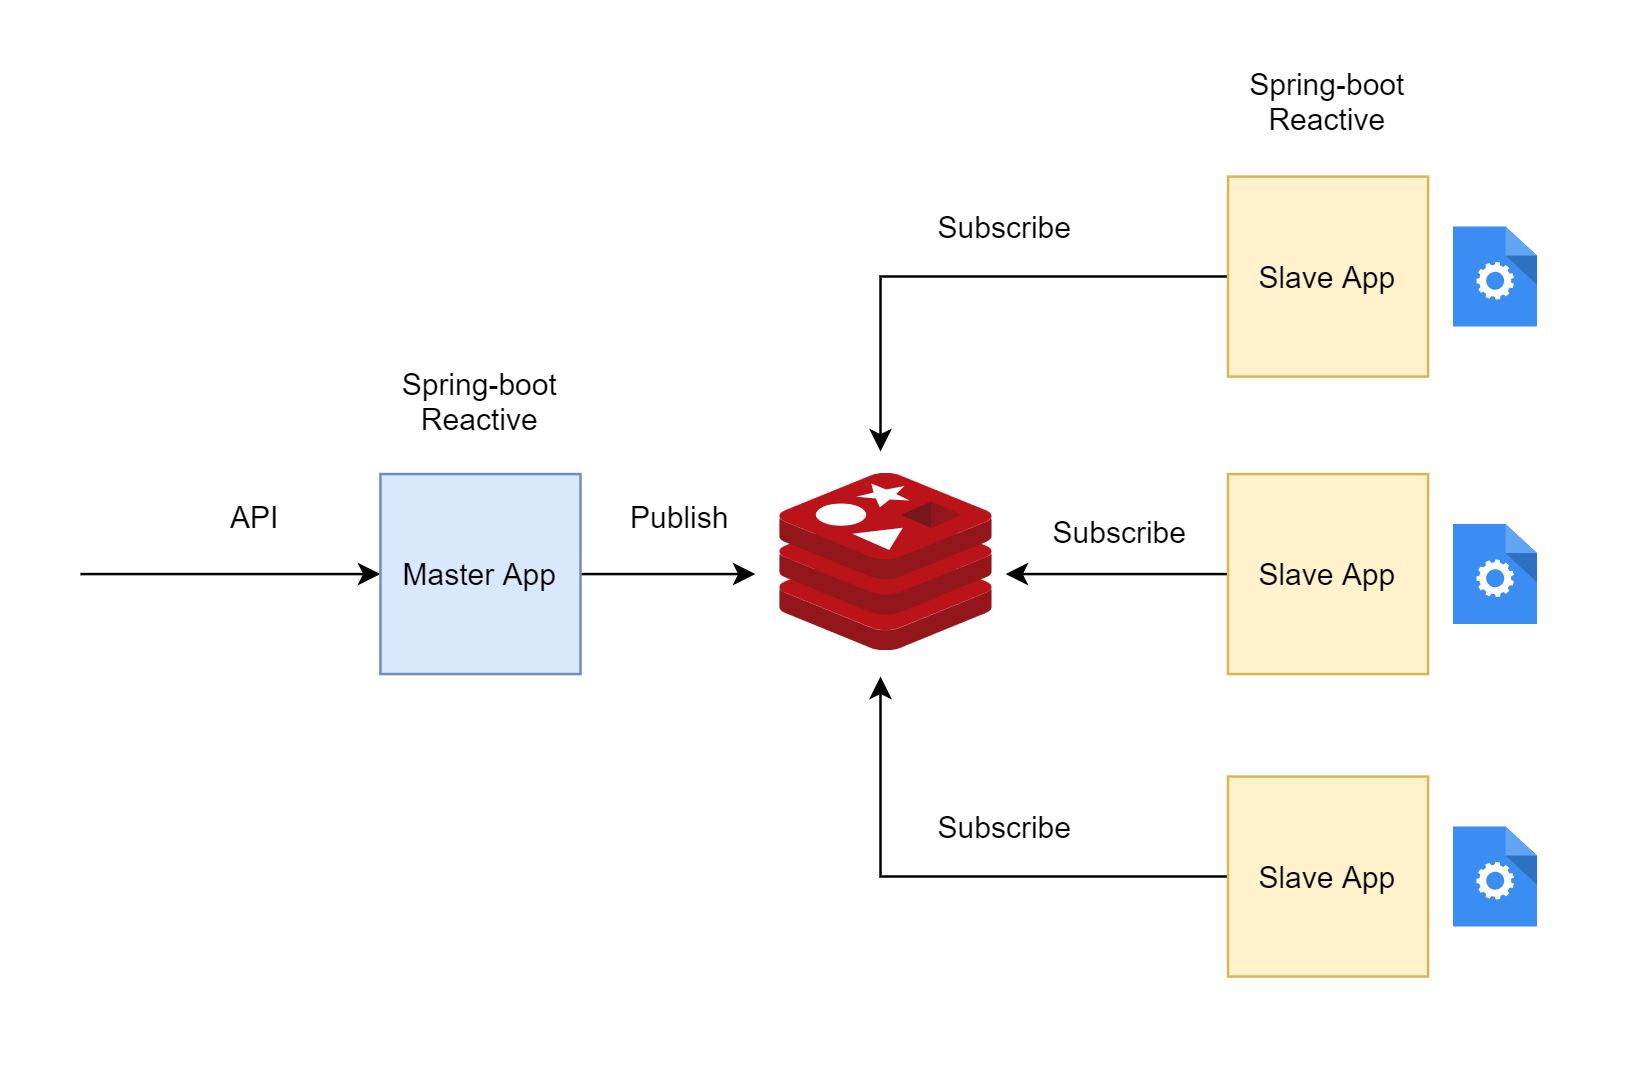 Spring-boot
Reactive
Subscribe
Slave App
Spring-boot
Reactive
API
Master App
Publish
Subscribe
Slave App
Subscribe
Slave App